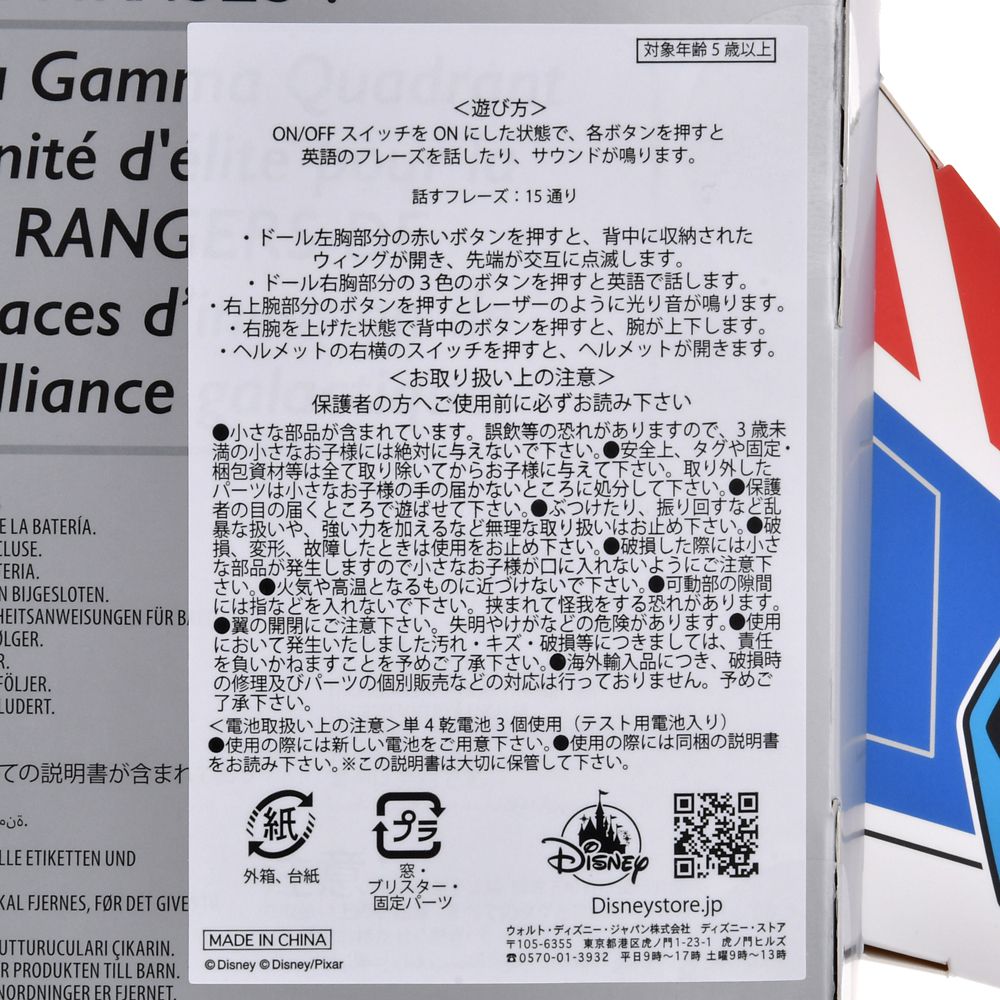 Gamma Quadrant
nité d'élite pour la
RANGERS DE
aces d'i
lliance galacti
E LA BATERÍA.
CLUSE.
TERIA.
N BIJGESLOTEN.
HEITSANWEISUNGEN FÜR B
ØLGER.
R.
FÖLJER.
LUDERT.
ての説明書が含まれ
LLE ETIKETTEN UND
KAL FJERNES, FØR DET GIVE
UTTURUCULARI ÇIKARIN.
R PRODUKTEN TILL BARN.
NORDNINGER ER FJERNET.
対象年齢5歳以上
＜遊び方＞
ON/OFF スイッチを ON にした状態で、各ボタンを押すと
英語のフレーズを話したり、サウンドが鳴ります。
話すフレーズ：15通り
・ドール左胸部分の赤いボタンを押すと、背中に収納された
ウィングが開き、先端が交互に点滅します。
・ドール右胸部分の３色のボタンを押すと英語で話します。
・右上腕部分のボタンを押すとレーザーのように光り音が鳴ります。
・右腕を上げた状態で背中のボタンを押すと、腕が上下します。
・ヘルメットの右横のスイッチを押すと、ヘルメットが開きます。
＜お取り扱い上の注意＞
保護者の方へご使用前に必ずお読み下さい
●小さな部品が含まれています。誤飲等の恐れがありますので、3歳未
満の小さなお子様には絶対に与えないで下さい。●安全上、タグや固定・
梱包資材等は全て取り除いてからお子様に与えて下さい。取り外した
パーツは小さなお子様の手の届かないところに処分して下さい。●保護
者の目の届くところで遊ばせて下さい。●ぶつけたり、振り回すなど乱
暴な扱いや、強い力を加えるなど無理な取り扱いはお止め下さい。●破
損、変形、故障したときは使用をお止め下さい。●破損した際には小さ
な部品が発生しますので小さなお子様が口に入れないようにご注意下
さい。●火気や高温となるものに近づけないで下さい。●可動部の隙間
には指などを入れないで下さい。挟まれて怪我をする恐れがあります。
●翼の開閉にご注意下さい。失明やけがなどの危険があります。●使用
において発生いたしました汚れ・キズ・破損等につきましては、責任
を負いかねますことを予めご了承下さい。●海外輸入品につき、破損時
の修理及びパーツの個別販売などの対応は行っておりません。予めご
了承下さい。
＜電池取扱い上の注意＞単４乾電池３個使用（テスト用電池入り）
●使用の際には新しい電池をご用意下さい。●使用の際には同梱の説明書
をお読み下さい。※この説明書は大切に保管して下さい。
紙
外箱、台紙
プラ
窓・
ブリスター・
固定パーツ
Disney
Disneystore.jp
MADE IN CHINA
©Disney ©Disney/Pixar
ウォルト・ディズニー・ジャパン株式会社 ディズニー・ストア
〒105-6355 東京都港区虎ノ門1-23-1 虎ノ門ヒルズ
☎0570-01-3932 平日9時〜17時 土曜9時〜13時